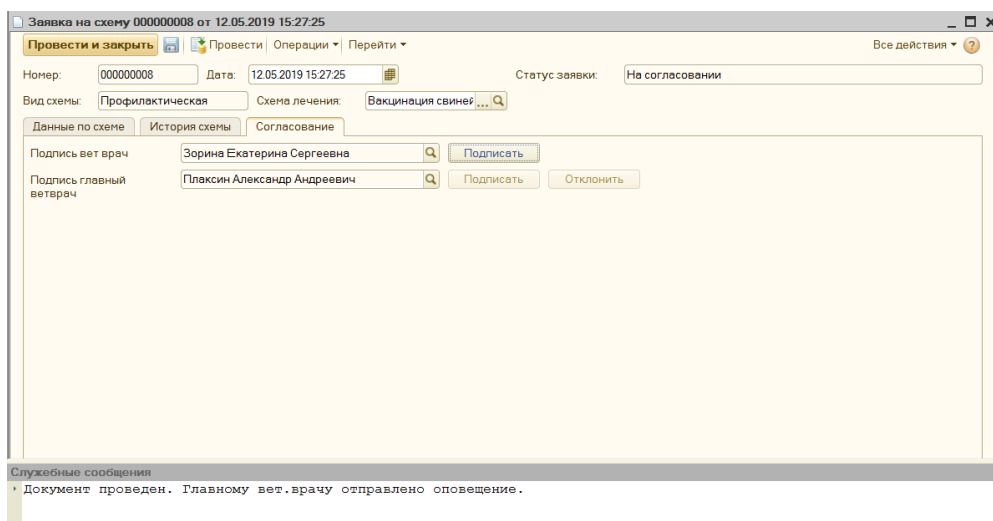 Заявка на схему 000000008 от 12.05.2019 15:27:25
Провести и закрыть Провести Операции Перейти Все действия ?
Номер: 000000008 Дата: 12.05.2019 15:27:25 Статус заявки: На согласовании
Вид схемы: Профилактическая Схема лечения: Вакцинация свиней ...
Данные по схеме История схемы Согласование
Подпись вет врач Зорина Екатерина Сергеевна Подписать
Подпись главный Плаксин Александр Андреевич Подписать Отклонить
ветврач
Служебные сообщения
Документ проведен. Главному вет.врачу отправлено оповещение.